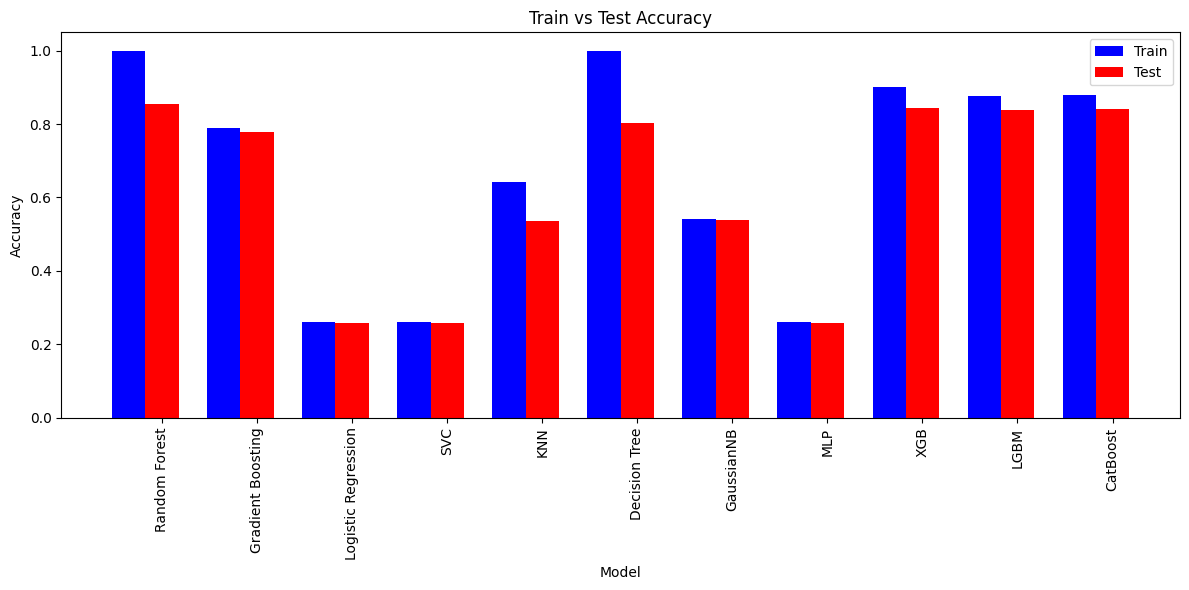 Train vs Test Accuracy
Train
Test
Accuracy
1.0
0.8
0.6
0.4
0.2
0.0
Random Forest
Gradient Boosting
Logistic Regression
SVC
KNN
Decision Tree
GaussianNB
MLP
XGB
LGBM
CatBoost
Model